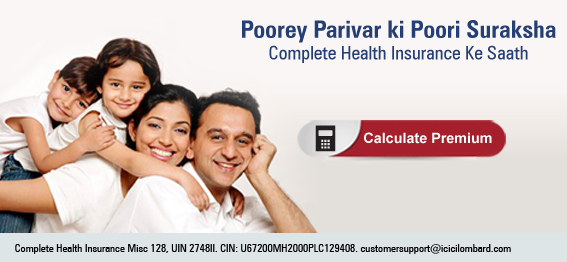 Poorey Parivar ki Poori Suraksha
Complete Health Insurance Ke Saath
Calculate Premium
Complete Health Insurance Misc 128, UIN 2748II. CIN: U67200MH2000PLC129408. customersupport@icicilombard.com